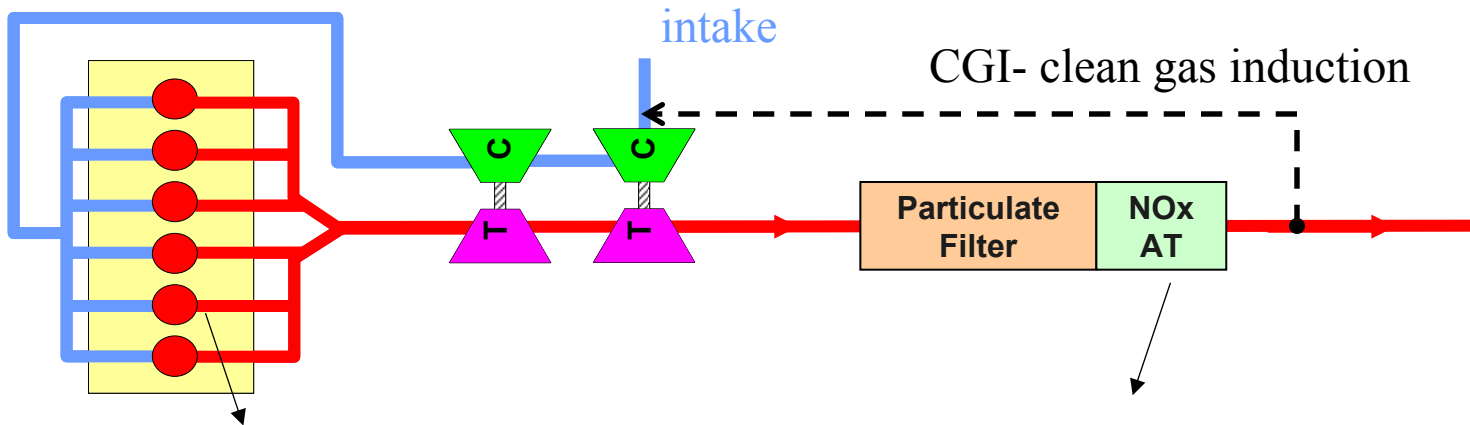 intake
CGI- clean gas induction
C
C
T
T
Particulate
Filter
NOx
AT